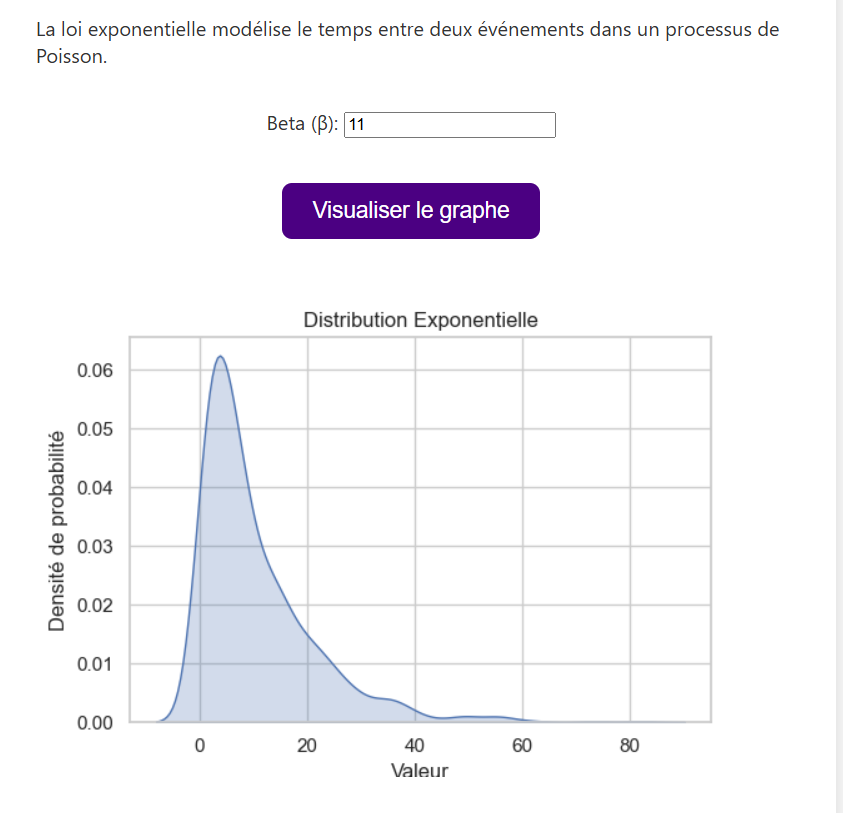 La loi exponentielle modélise le temps entre deux événements dans un processus de
Poisson.
Beta (β): 11
Visualiser le graphe
Distribution Exponentielle
Densité de probabilité
0.06
0.05
0.04
0.03
0.02
0.01
0.00
0 20 40 60 80
Valeur